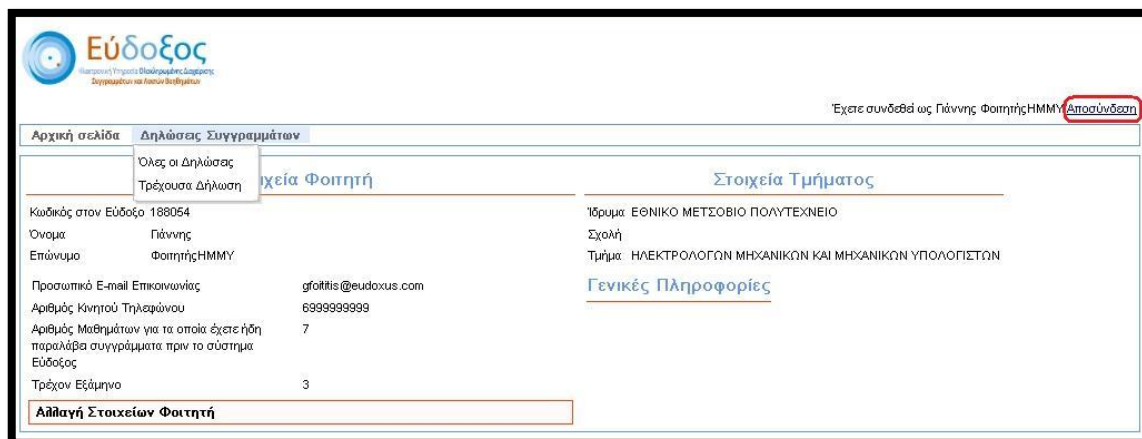 Εύδοξος
Ηλεκτρονική Υπηρεσία Ολοκληρωμένης Διαχείρισης
Συγγραμμάτων και Λοιπών Βοηθημάτων
Έχετε συνδεθεί ως Γιάννης ΦοιτητήςΗΜΜΥ Αποσύνδεση
Αρχική σελίδα Δηλώσεις Συγγραμμάτων
Όλες οι Δηλώσεις
Τρέχουσα Δήλωση
ιχεία Φοιτητή
Κωδικός στον Εύδοξο 188054
Όνομα Γιάννης
Επώνυμο ΦοιτητήςΗΜΜΥ
Προσωπικό E-mail Επικοινωνίας gfoititis@eudoxus.com
Αριθμός Κινητού Τηλεφώνου 6999999999
Αριθμός Μαθημάτων για τα οποία έχετε ήδη 7
παραλάβει συγγράμματα πριν το σύστημα
Εύδοξος
Τρέχον Εξάμηνο 3
Αλλαγή Στοιχείων Φοιτητή
Στοιχεία Τμήματος
Ίδρυμα ΕΘΝΙΚΟ ΜΕΤΣΟΒΙΟ ΠΟΛΥΤΕΧΝΕΙΟ
Σχολή
Τμήμα ΗΛΕΚΤΡΟΛΟΓΩΝ ΜΗΧΑΝΙΚΩΝ ΚΑΙ ΜΗΧΑΝΙΚΩΝ ΥΠΟΛΟΓΙΣΤΩΝ
Γενικές Πληροφορίες